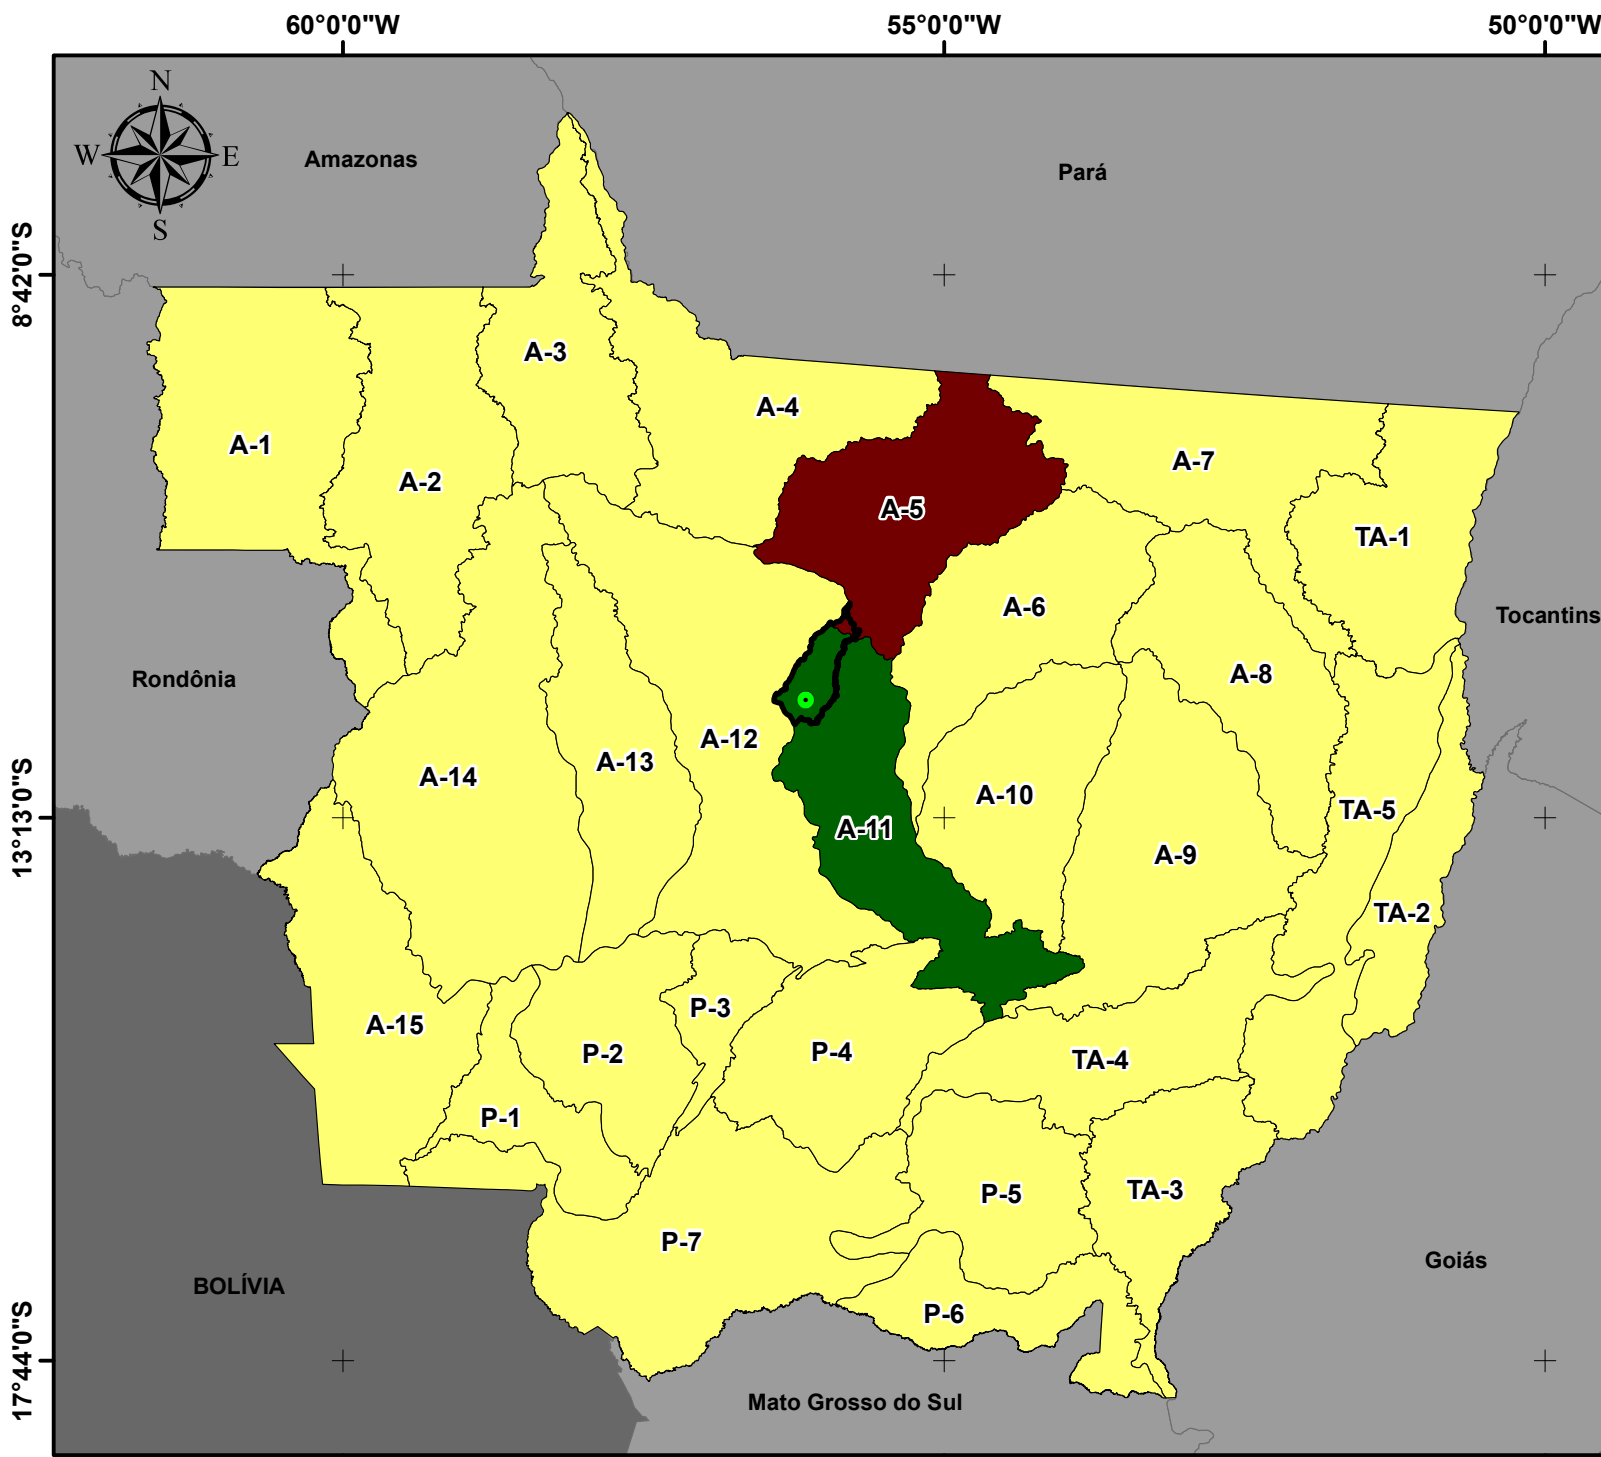 60°0'0"W
55°0'0"W
50°0'0"W
N
W
E
S
Amazonas
Pará
8°42'0"S
A-3
A-4
A-1
A-7
A-2
A-5
TA-1
A-6
Tocantins
Rondônia
A-8
A-12
A-13
A-14
A-10
TA-5
13°13'0"S
A-11
A-9
TA-2
P-3
A-15
P-2
P-4
TA-4
P-1
P-5
TA-3
P-7
Goiás
BOLÍVIA
P-6
17°44'0"S
Mato Grosso do Sul